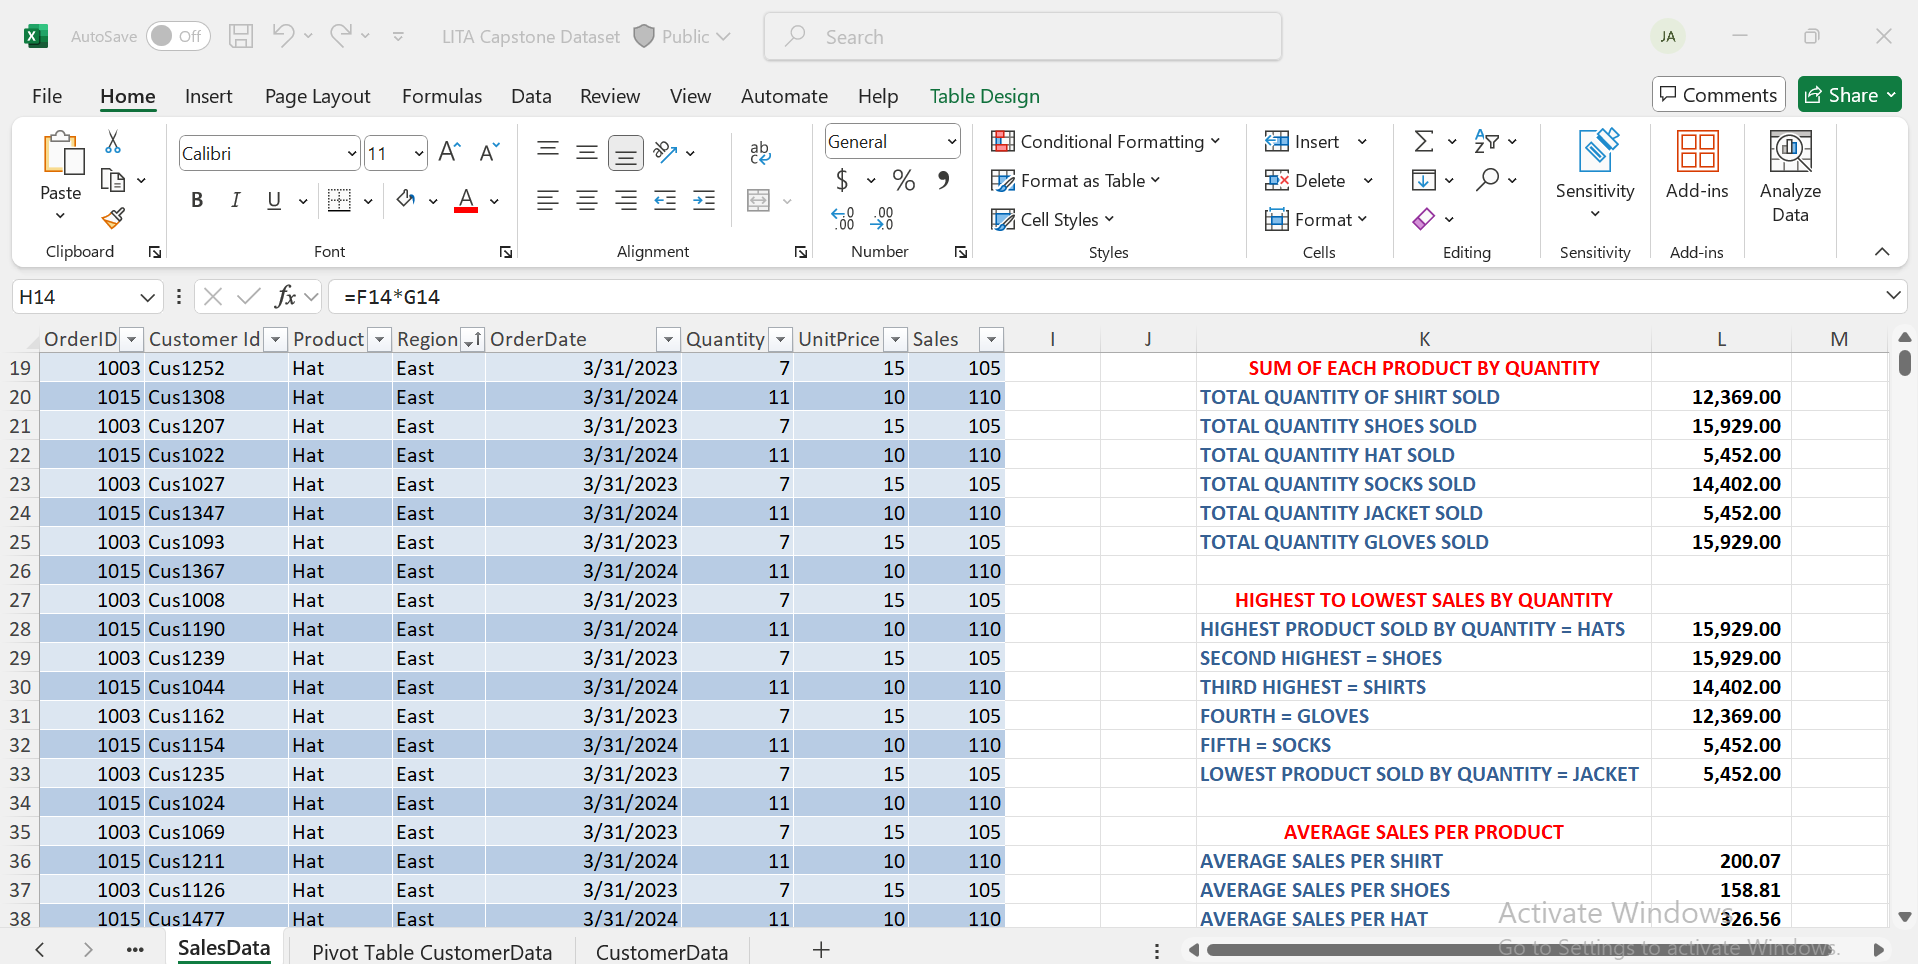 AutoSave Off LITA Capstone Dataset Public Search JA
File Home Insert Page Layout Formulas Data Review View Automate Help Table Design Comments Share
Paste Calibri 11 General Conditional Formatting Insert Sensitivity Add-ins Analyze Data
B I U A $ % Format as Table Delete
Cell Styles Format
Clipboard Font Alignment Number Styles Cells Editing Sensitivity Add-ins
H14 fx =F14*G14
OrderID Customer Id Product Region OrderDate Quantity UnitPrice Sales I J K L M
19 1003 Cus1252 Hat East 3/31/2023 7 15 105 SUM OF EACH PRODUCT BY QUANTITY
20 1015 Cus1308 Hat East 3/31/2024 11 10 110 TOTAL QUANTITY OF SHIRT SOLD 12,369.00
21 1003 Cus1207 Hat East 3/31/2023 7 15 105 TOTAL QUANTITY SHOES SOLD 15,929.00
22 1015 Cus1022 Hat East 3/31/2024 11 10 110 TOTAL QUANTITY HAT SOLD 5,452.00
23 1003 Cus1027 Hat East 3/31/2023 7 15 105 TOTAL QUANTITY SOCKS SOLD 14,402.00
24 1015 Cus1347 Hat East 3/31/2024 11 10 110 TOTAL QUANTITY JACKET SOLD 5,452.00
25 1003 Cus1093 Hat East 3/31/2023 7 15 105 TOTAL QUANTITY GLOVES SOLD 15,929.00
26 1015 Cus1367 Hat East 3/31/2024 11 10 110
27 1003 Cus1008 Hat East 3/31/2023 7 15 105 HIGHEST TO LOWEST SALES BY QUANTITY
28 1015 Cus1190 Hat East 3/31/2024 11 10 110 HIGHEST PRODUCT SOLD BY QUANTITY = HATS 15,929.00
29 1003 Cus1239 Hat East 3/31/2023 7 15 105 SECOND HIGHEST = SHOES 15,929.00
30 1015 Cus1044 Hat East 3/31/2024 11 10 110 THIRD HIGHEST = SHIRTS 14,402.00
31 1003 Cus1162 Hat East 3/31/2023 7 15 105 FOURTH = GLOVES 12,369.00
32 1015 Cus1154 Hat East 3/31/2024 11 10 110 FIFTH = SOCKS 5,452.00
33 1003 Cus1235 Hat East 3/31/2023 7 15 105 LOWEST PRODUCT SOLD BY QUANTITY = JACKET 5,452.00
34 1015 Cus1024 Hat East 3/31/2024 11 10 110
35 1003 Cus1069 Hat East 3/31/2023 7 15 105 AVERAGE SALES PER PRODUCT
36 1015 Cus1211 Hat East 3/31/2024 11 10 110 AVERAGE SALES PER SHIRT 200.07
37 1003 Cus1126 Hat East 3/31/2023 7 15 105 AVERAGE SALES PER SHOES 158.81
38 1015 Cus1477 Hat East 3/31/2024 11 10 110 AVERAGE SALES PER HAT 326.56
Activate Windows
Go to Settings to activate Windows.
SalesData Pivot Table CustomerData CustomerData